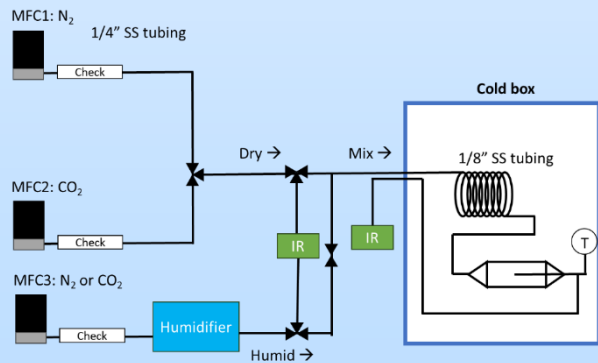 MFC1: N₂
1/4” SS tubing
Check
Cold box
Dry →
Mix →
1/8” SS tubing
MFC2: CO₂
Check
IR
IR
T
MFC3: N₂ or CO₂
Humidifier
Check
Humid →